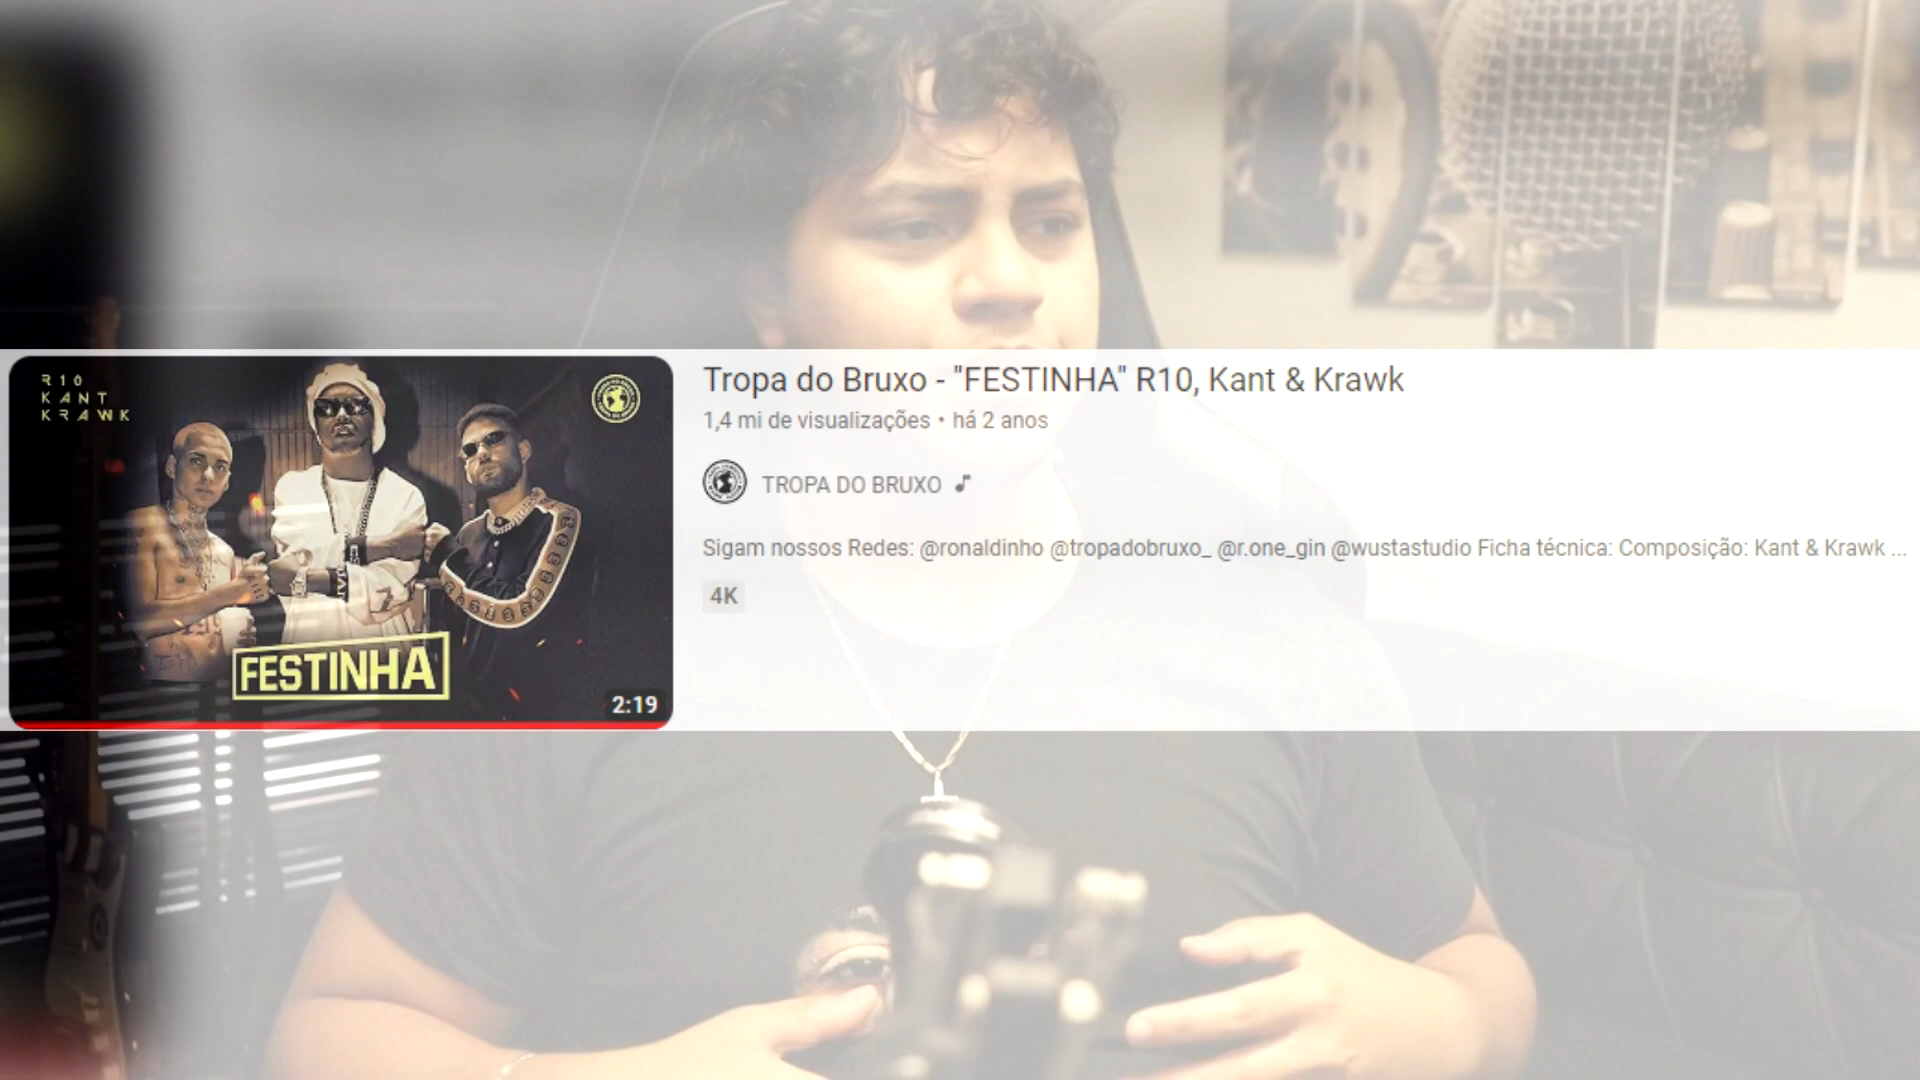 R10
KANT
KRAWK
FESTINHA
2:19
Tropa do Bruxo - "FESTINHA" R10, Kant & Krawk
1,4 mi de visualizações • há 2 anos
TROPA DO BRUXO
Sigam nossos Redes: @ronaldinho @tropadobruxo_ @r.one_gin @wustastudio Ficha técnica: Composição: Kant & Krawk ...
4K